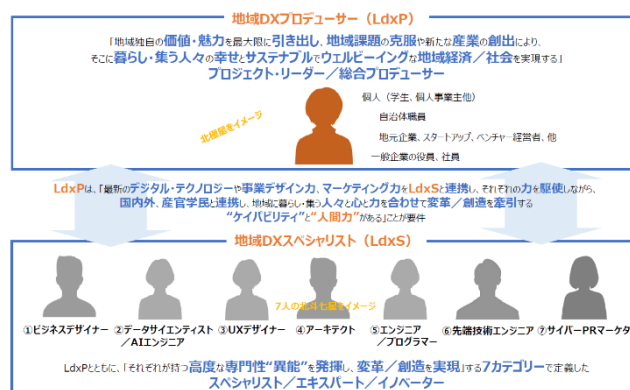 地域DXプロデューサー（LdxP）
「地域独自の価値・魅力を最大限に引き出し、地域課題の克服や新たな産業の創出により、
そこに暮らし・集う人々の幸せとサステナブルでウェルビーイングな地域経済／社会を実現する」
プロジェクト・リーダー／総合プロデューサー
個人（学生、個人事業主他）
北極星をイメージ
自治体職員
地元企業、スタートアップ、ベンチャー経営者、他
一般企業の役員、社員
LdxPは、「最新のデジタル・テクノロジーや事業デザイン力、マーケティング力をLdxSと連携し、それぞれの力を駆使しながら、
国内外、産官学民と連携し、地域に暮らし・集う人々と心と力を合わせて変革／創造を牽引する
“ケイパビリティ”と“人間力”がある」ことが要件
地域DXスペシャリスト（LdxS）
7人の北斗七星をイメージ
①ビジネスデザイナー
②データサイエンティスト
／AIエンジニア
③UXデザイナー
④アーキテクト
⑤エンジニア
／プログラマー
⑥先端技術エンジニア
⑦サイバーPRマーケタ
LdxPとともに、「それぞれが持つ高度な専門性“異能”を発揮し、変革／創造を実現」する7カテゴリーで定義した
スペシャリスト／エキスパート／イノベーター